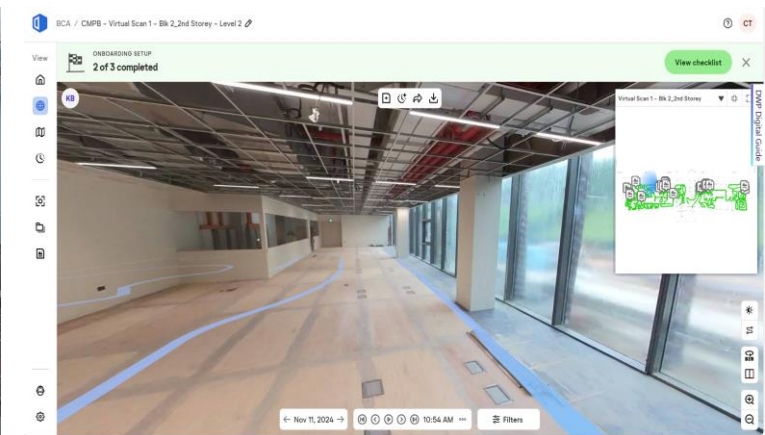 BCA / CMPB - Virtual Scan 1 - Blk 2_2nd Storey - Level 2
CT
View
ONBOARDING SETUP
2 of 3 completed
View checklist
KB
Virtual Scan 1 - Blk 2_2nd Storey
DWP Digital Guide
← Nov 11, 2024 →
10:54 AM
Filters